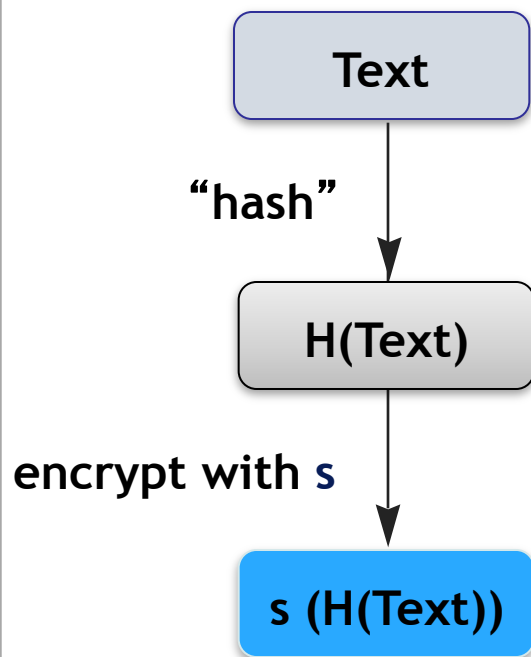 Text
“hash”
H(Text)
encrypt with s
s (H(Text))